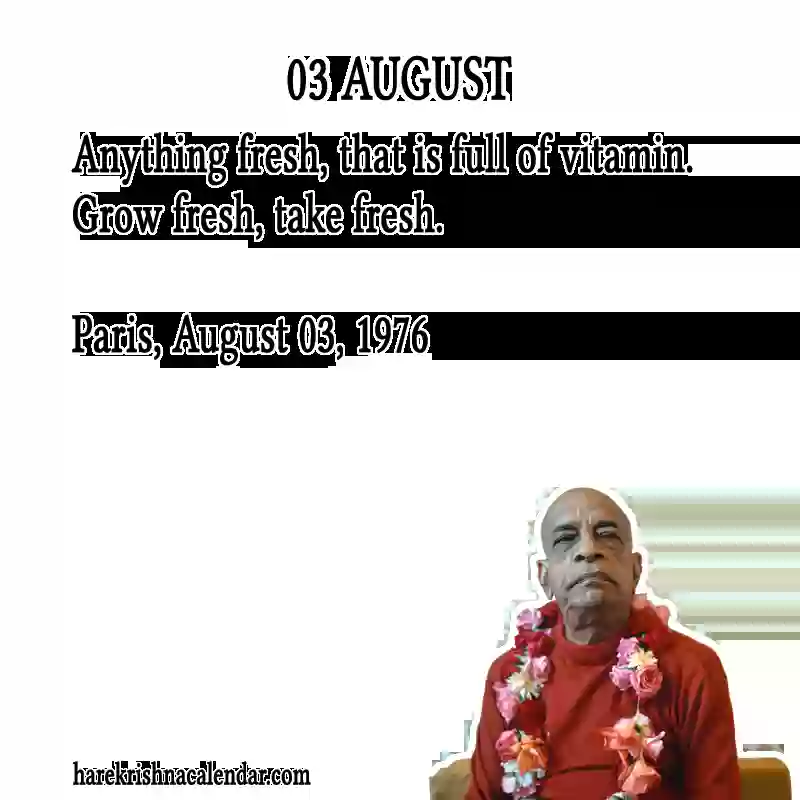 03 AUGUST
Anything fresh, that is full of vitamin.
Grow fresh, take fresh.
Paris, August 03, 1976
harekrishnacalendar.com